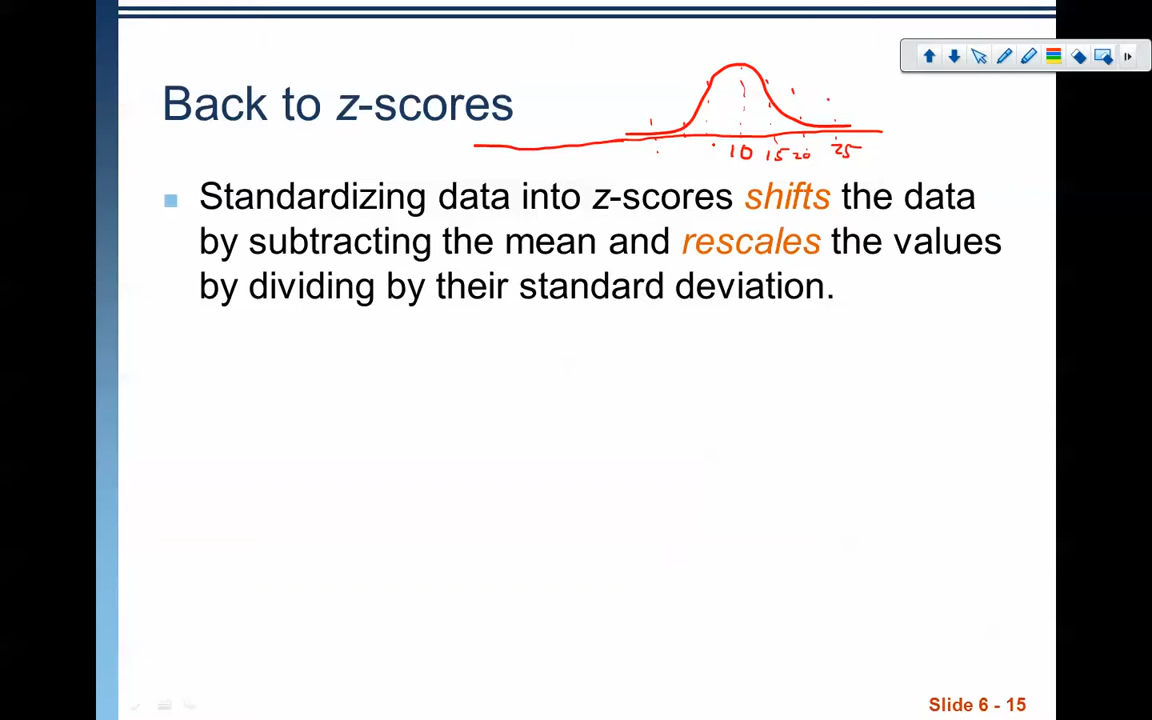 Back to z-scores
10 15 20 25
Standardizing data into z-scores shifts the data
by subtracting the mean and rescales the values
by dividing by their standard deviation.
Slide 6 - 15